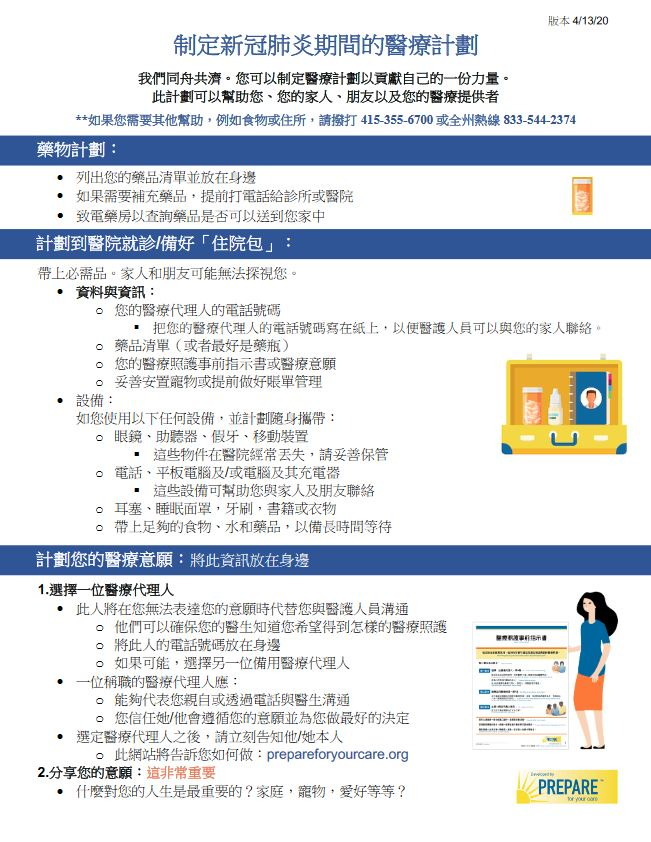 版本 4/13/20
制定新冠肺炎期間的醫療計劃
我們同舟共濟。您可以制定醫療計劃以貢獻自己的一份力量。
此計劃可以幫助您、您的家人、朋友以及您的醫療提供者
**如果您需要其他幫助，例如食物或住所，請撥打 415-355-6700 或全州熱線 833-544-2374
藥物計劃：
• 列出您的藥品清單並放在身邊
• 如果需要補充藥品，提前打電話給診所或醫院
• 致電藥房以查詢藥品是否可以送到您家中
計劃到醫院就診/備好「住院包」：
帶上必需品。家人和朋友可能無法探視您。
• 資料與資訊：
o 您的醫療代理人的電話號碼
▪ 把您的醫療代理人的電話號碼寫在紙上，以便醫護人員可以與您的家人聯絡。
o 藥品清單（或者最好是藥瓶）
o 您的醫療照護事前指示書或醫療意願
o 妥善安置寵物或提前做好賬單管理
• 設備：
如您使用以下任何設備，並計劃隨身攜帶：
o 眼鏡、助聽器、假牙、移動裝置
▪ 這些物件在醫院經常丟失，請妥善保管
o 電話、平板電腦及/或電腦及其充電器
▪ 這些設備可幫助您與家人及朋友聯絡
o 耳塞、睡眠面罩，牙刷，書籍或衣物
o 帶上足夠的食物、水和藥品，以備長時間等待
計劃您的醫療意願：將此資訊放在身邊
1.選擇一位醫療代理人
• 此人將在您無法表達您的意願時代替您與醫護人員溝通
o 他們可以確保您的醫生知道您希望得到怎樣的醫療照護
o 將此人的電話號碼放在身邊
o 如果可能，選擇另一位備用醫療代理人
• 一位稱職的醫療代理人應：
o 能夠代表您親自或透過電話與醫生溝通
o 您信任她/他會遵循您的意願並為您做最好的決定
• 選定醫療代理人之後，請立刻告知他/她本人
o 此網站將告訴您如何做：prepareforyourcare.org
2.分享您的意願：這非常重要
• 什麼對您的人生是最重要的？家庭，寵物，愛好等等？
醫療照護事前指示書
Developed by
PREPARE™
for your care